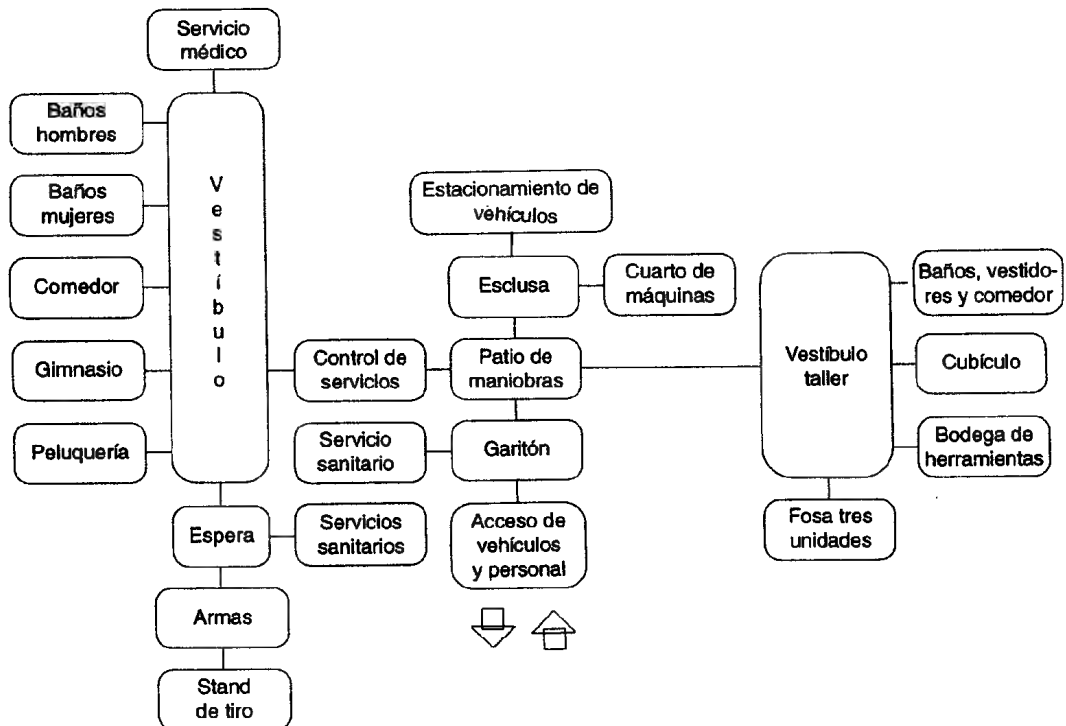 Servicio
médico
Baños
hombres
Baños
mujeres
Comedor
Gimnasio
Peluquería
V
e
s
t
í
b
u
l
o
Espera
Servicios
sanitarios
Armas
Stand
de tiro
Control de
servicios
Servicio
sanitario
Estacionamiento de
vehículos
Esclusa
Cuarto de
máquinas
Patio de
maniobras
Garitón
Acceso de
vehículos
y personal
Vestíbulo
taller
Baños, vestido-
res y comedor
Cubículo
Bodega de
herramientas
Fosa tres
unidades